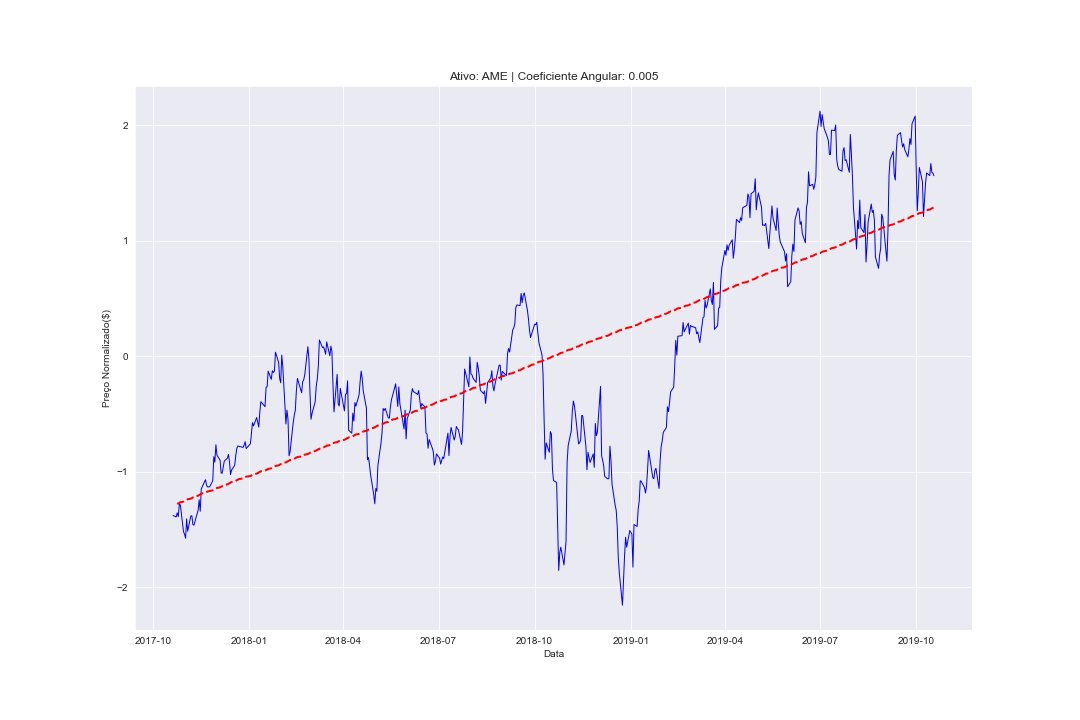 Ativo: AME | Coeficiente Angular: 0.005
Preço Normalizado($)
2
1
0
−1
−2
2017-10 2018-01 2018-04 2018-07 2018-10 2019-01 2019-04 2019-07 2019-10
Data